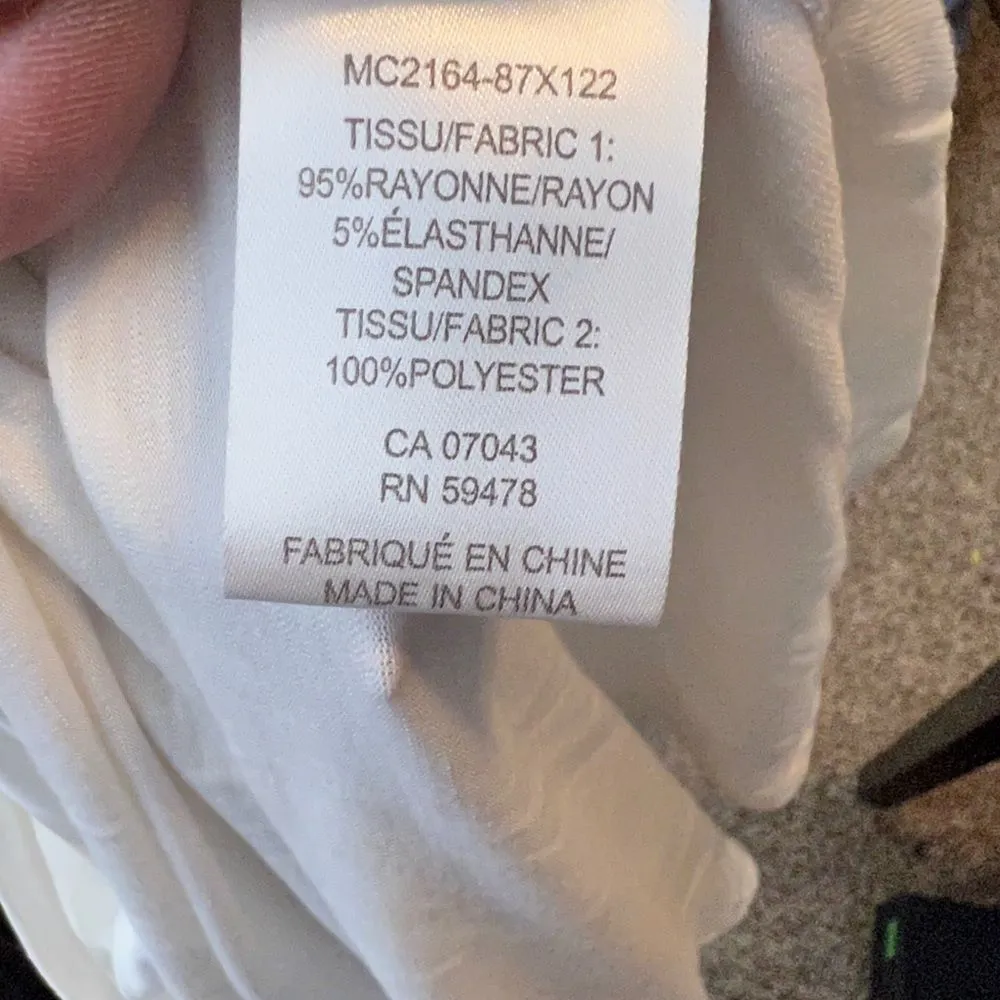 MC2164-87X122
TISSU/FABRIC 1:
95%RAYONNE/RAYON
5%ÉLASTHANNE/
SPANDEX
TISSU/FABRIC 2:
100%POLYESTER
CA 07043
RN 59478
FABRIQUÉ EN CHINE
MADE IN CHINA